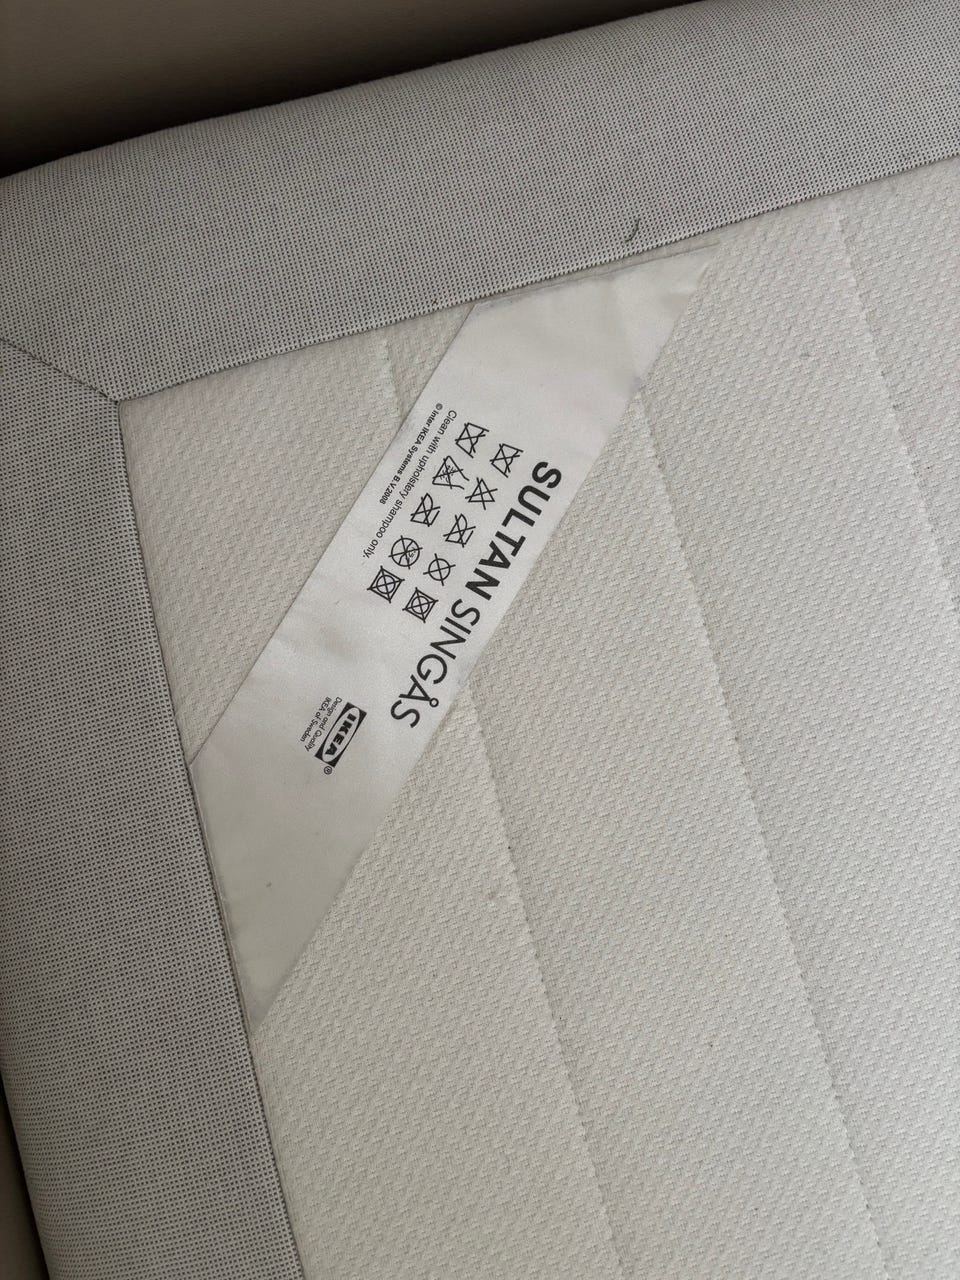 SULTAN SINGÅS
Clean with upholstery shampoo only.
© Inter IKEA Systems B.V.2008
IKEA®
Design and Quality
IKEA of Sweden